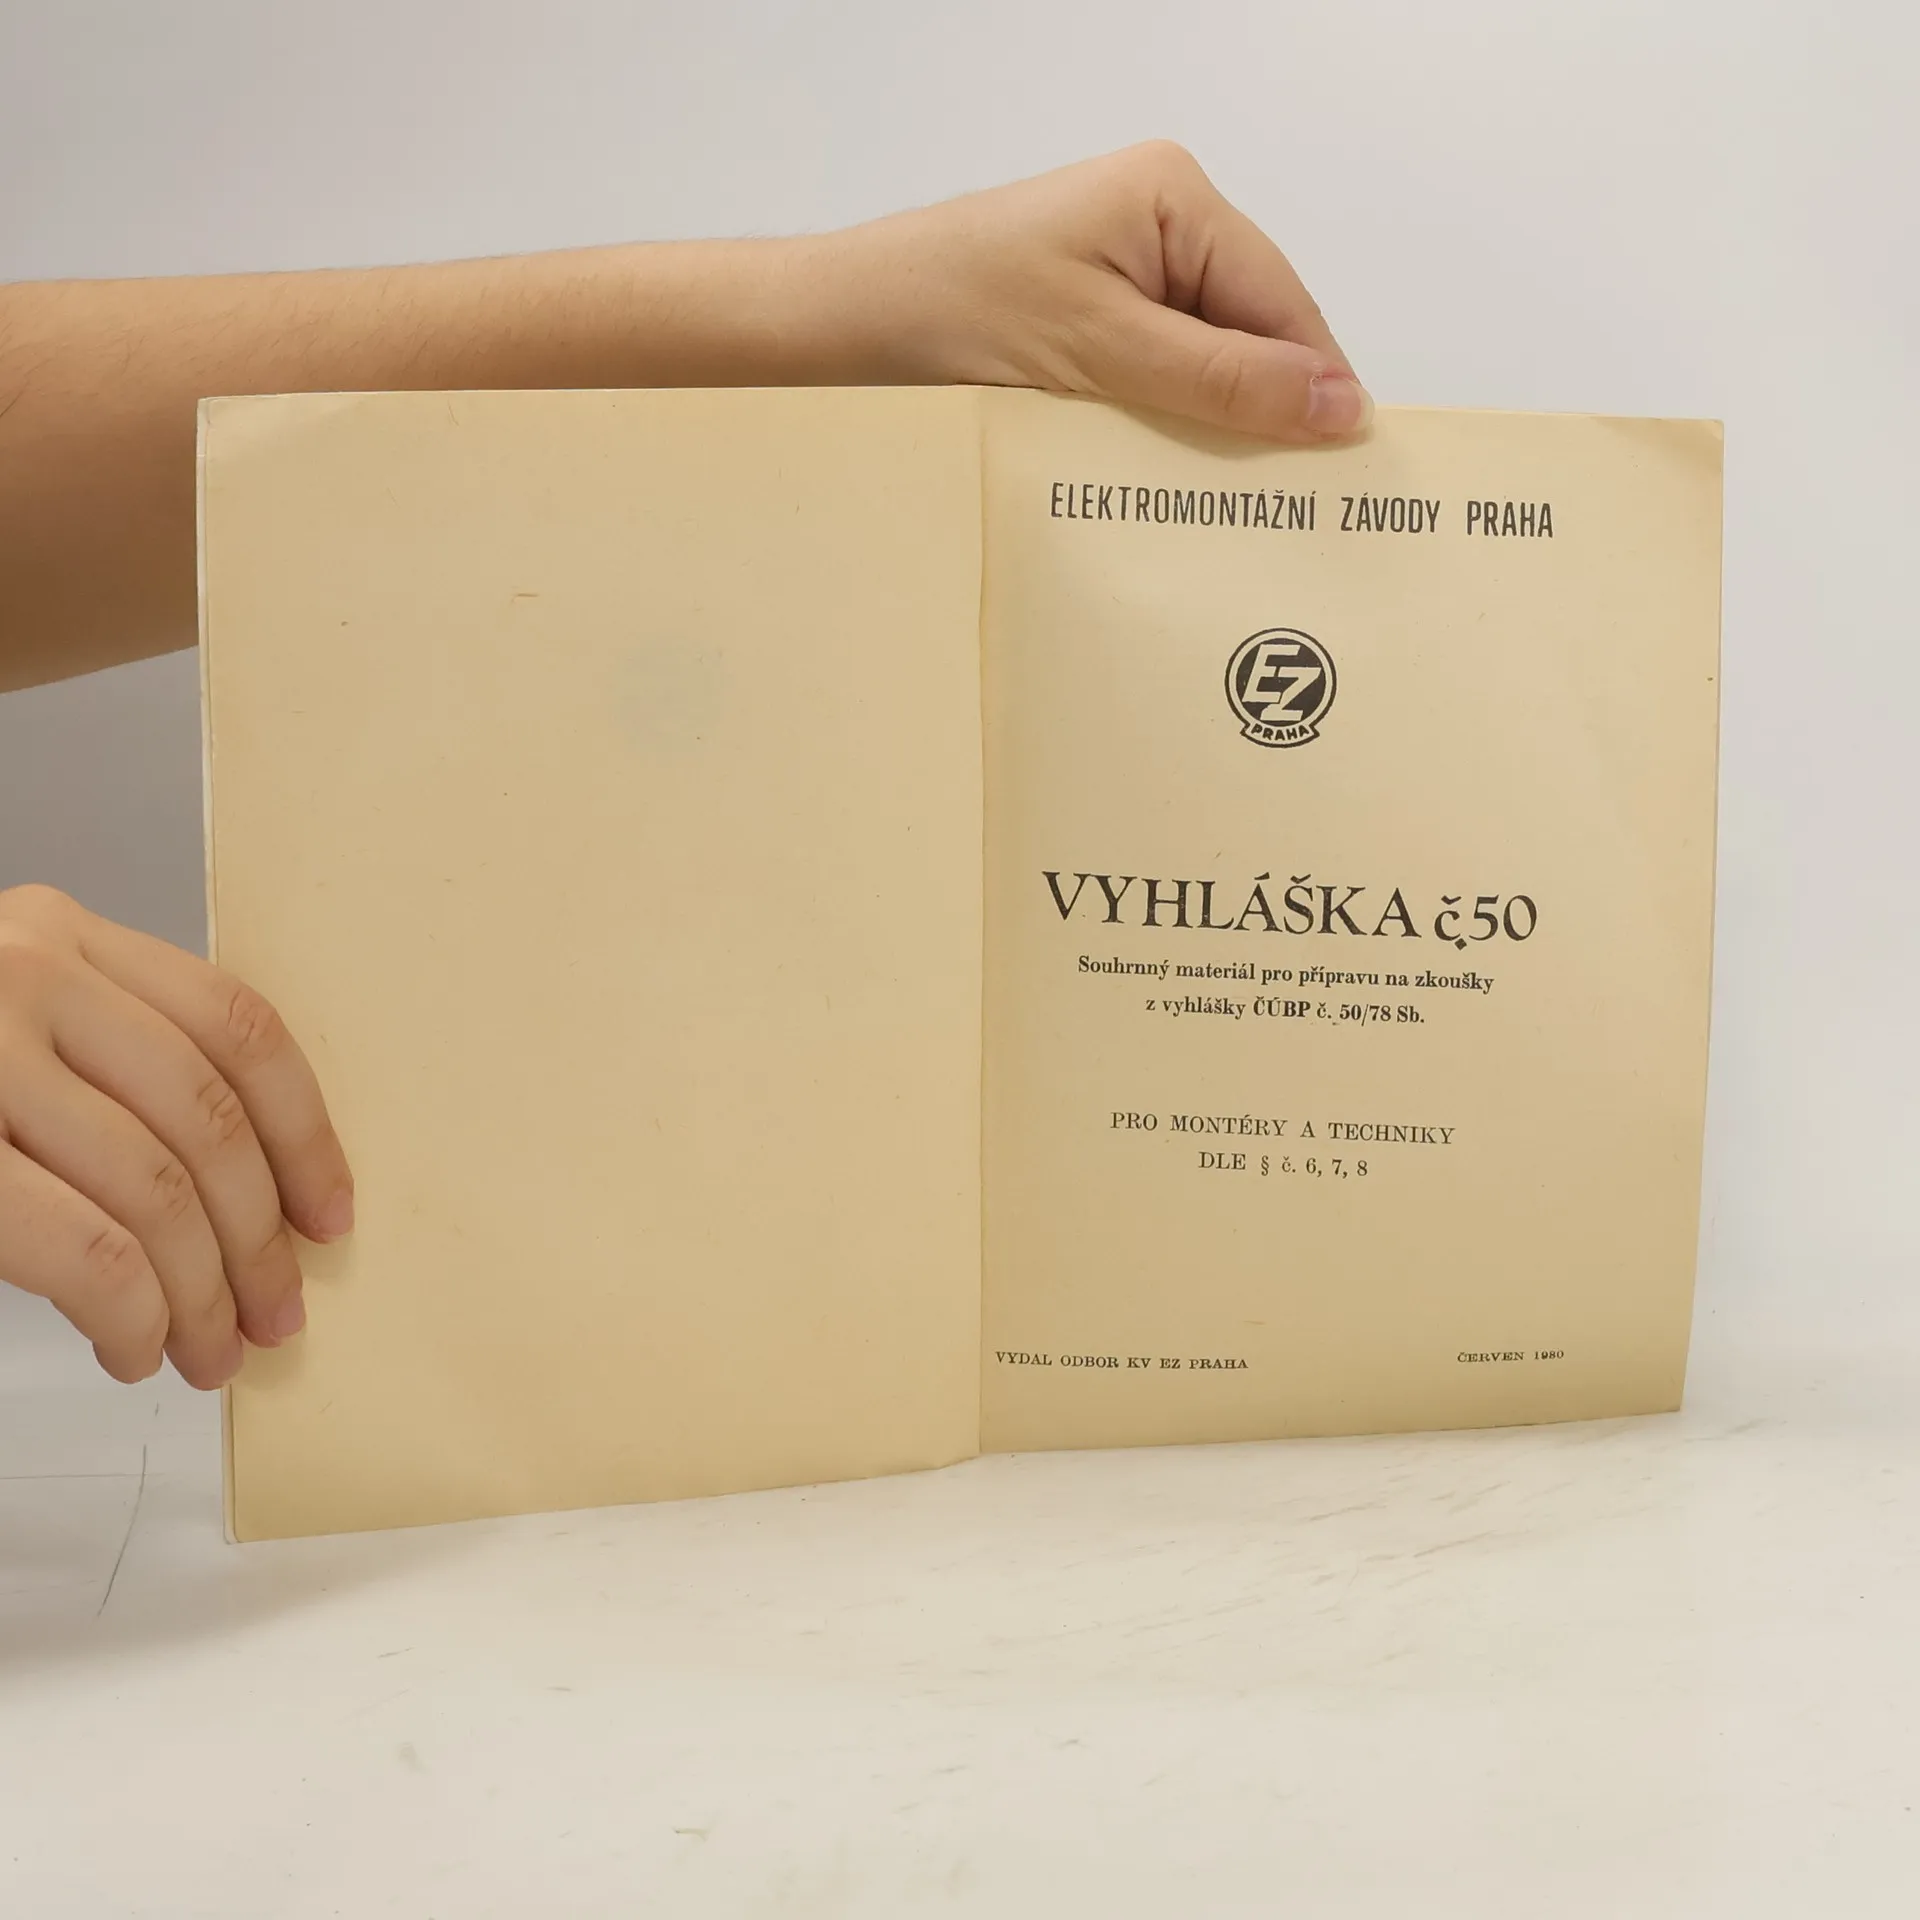 ELEKTROMONTÁŽNÍ ZÁVODY PRAHA
EZ
PRAHA
VYHLÁŠKA č.50
Souhrnný materiál pro přípravu na zkoušky
z vyhlášky ČÚBP č. 50/78 Sb.
PRO MONTÉRY A TECHNIKY
DLE § č. 6, 7, 8
VYDAL ODBOR KV EZ PRAHA
ČERVEN 1980